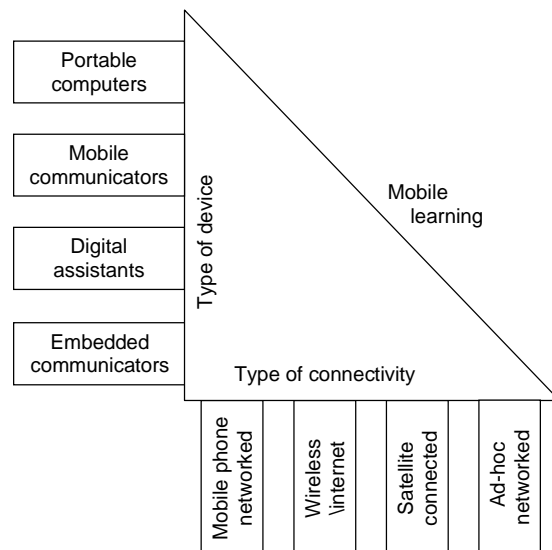 Portable
computers
Mobile
communicators
Digital
assistants
Embedded
communicators
Type of device
Mobile
learning
Type of connectivity
Mobile phone
networked
Wireless
\internet
Satellite
connected
Ad-hoc
networked